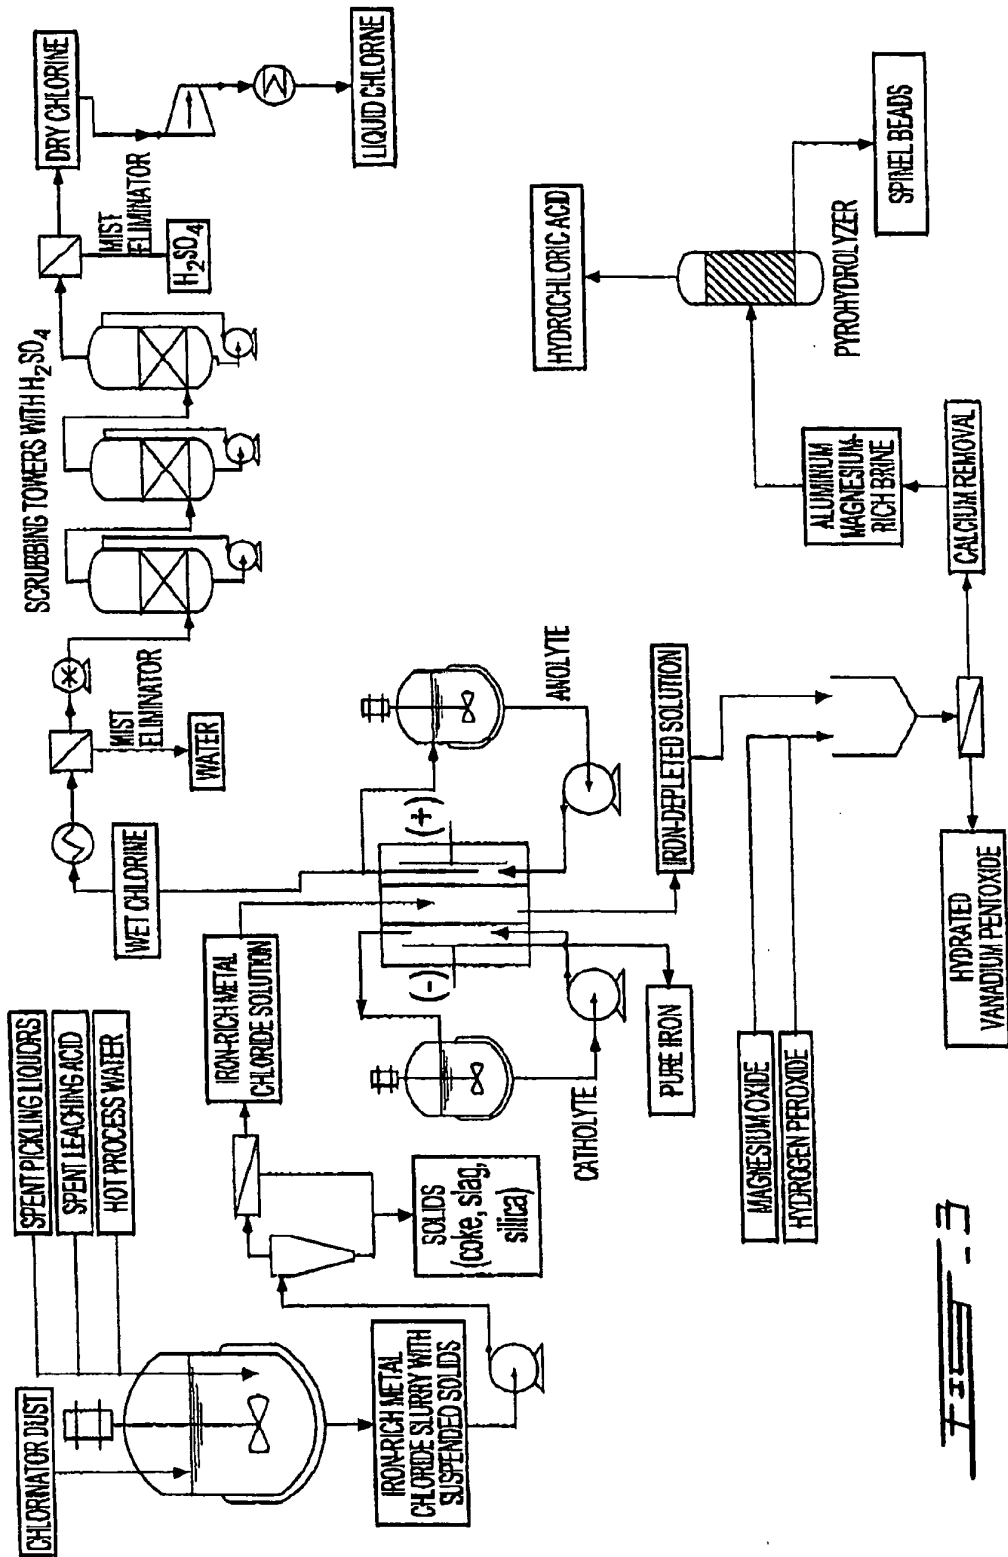 CHLORNATOR DUST
SPENT PICKLING LIQUORS
SPENT LEACHING ACID
HOT PROCESS WATER
IRON-RICH METAL
CHLORIDE SLURRY WITH
SUSPENDED SOLIDS
SOLIDS
(coke, slag,
silica)
IRON-RICH METAL
CHLORIDE SOLUTION
WET CHLORINE
MIST
ELIMINATOR
WATER
SCRUBBING TOWERS WITH H2SO4
MIST
ELIMINATOR
H2SO4
DRY CHLORINE
LIQUID CHLORINE
(-)
(+)
CATHOLYTE
ANOLYTE
PURE IRON
IRON-DEPLETED SOLUTION
MAGNESIUM OXIDE
HYDROGEN PEROXIDE
HYDRATED
VANADIUM PENTOXIDE
CALCIUM REMOVAL
ALUMINUM
MAGNESIUM-
RICH BRINE
PYROHYDROLYZER
HYDROCHLORIC ACID
SPINEL BEADS
FIG. 3